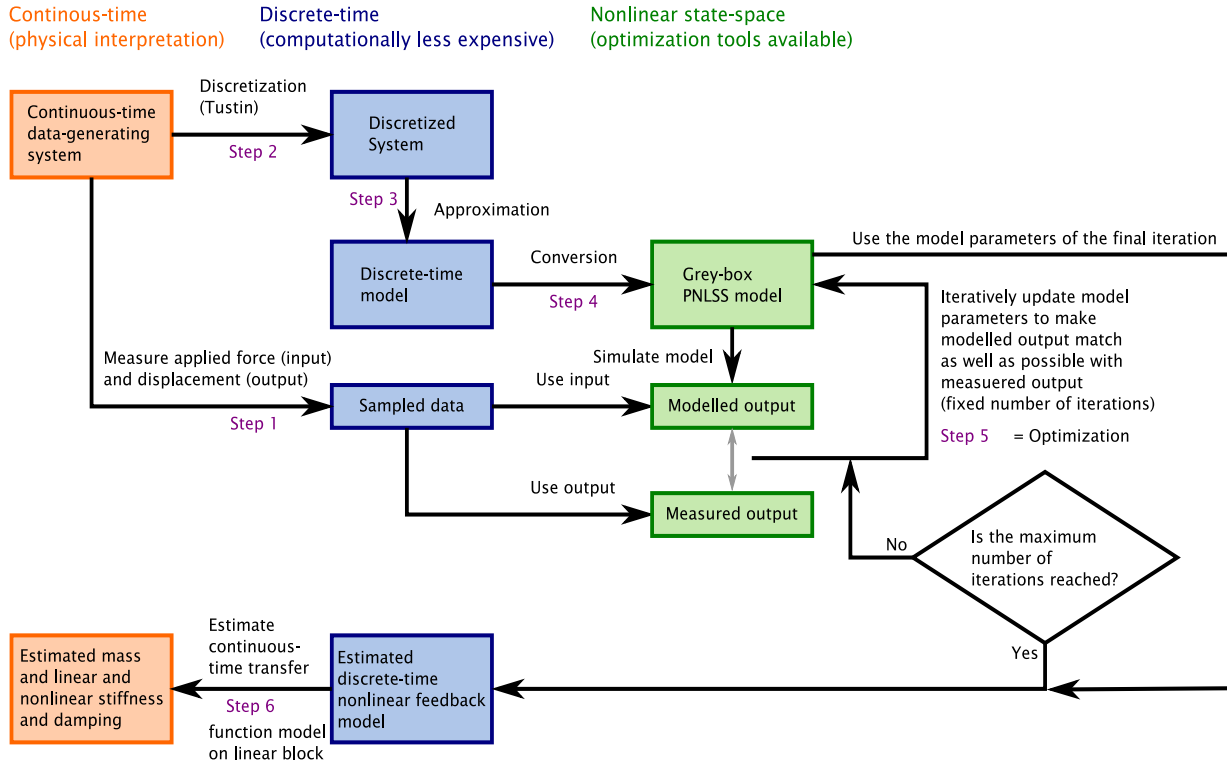 Continous-time
(physical interpretation)
Discrete-time
(computationally less expensive)
Nonlinear state-space
(optimization tools available)
Continuous-time
data-generating
system
Discretization
(Tustin)
Step 2
Discretized
System
Step 3
Approximation
Discrete-time
model
Conversion
Step 4
Grey-box
PNLSS model
Use the model parameters of the final iteration
Iteratively update model
parameters to make
modelled output match
as well as possible with
measuered output
(fixed number of iterations)
Step 5 = Optimization
Simulate model
Measure applied force (input)
and displacement (output)
Step 1
Sampled data
Use input
Modelled output
Use output
Measured output
No
Is the maximum
number of
iterations reached?
Yes
Estimated mass
and linear and
nonlinear stiffness
and damping
Estimate
continuous-
time transfer
Step 6
function model
on linear block
Estimated
discrete-time
nonlinear feedback
model